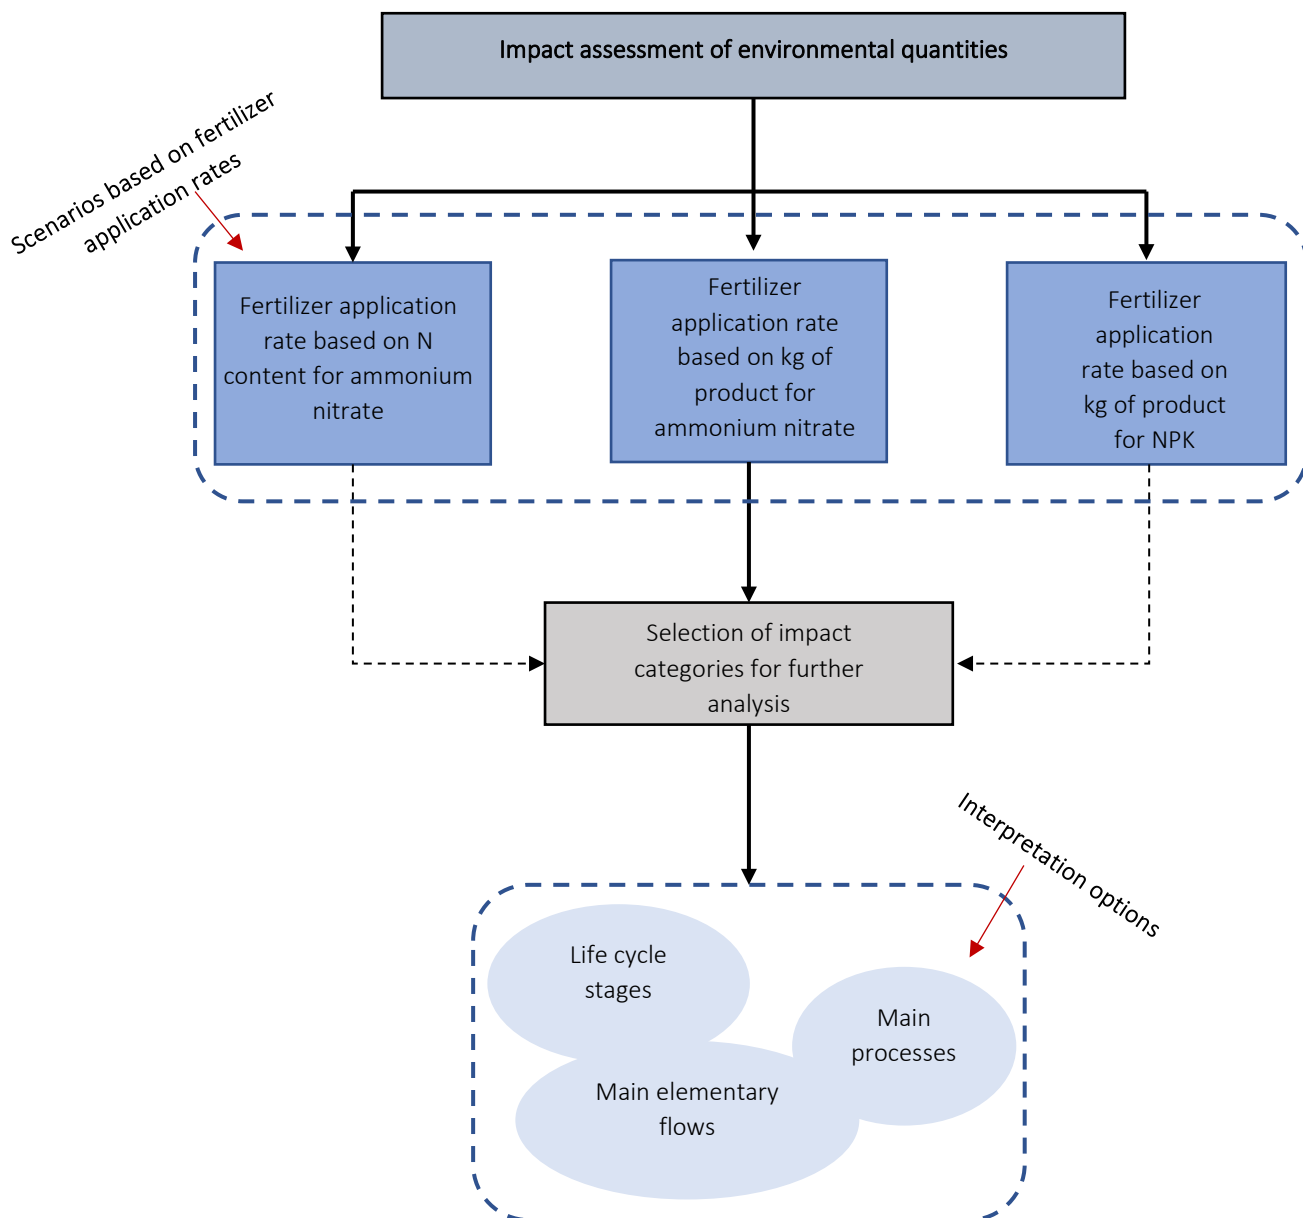 Impact assessment of environmental quantities
Scenarios based on fertilizer
application rates
Fertilizer application
rate based on N
content for ammonium
nitrate
Fertilizer
application rate
based on kg of
product for
ammonium nitrate
Fertilizer
application
rate based on
kg of product
for NPK
Selection of impact
categories for further
analysis
Interpretation options
Life cycle
stages
Main
processes
Main elementary
flows